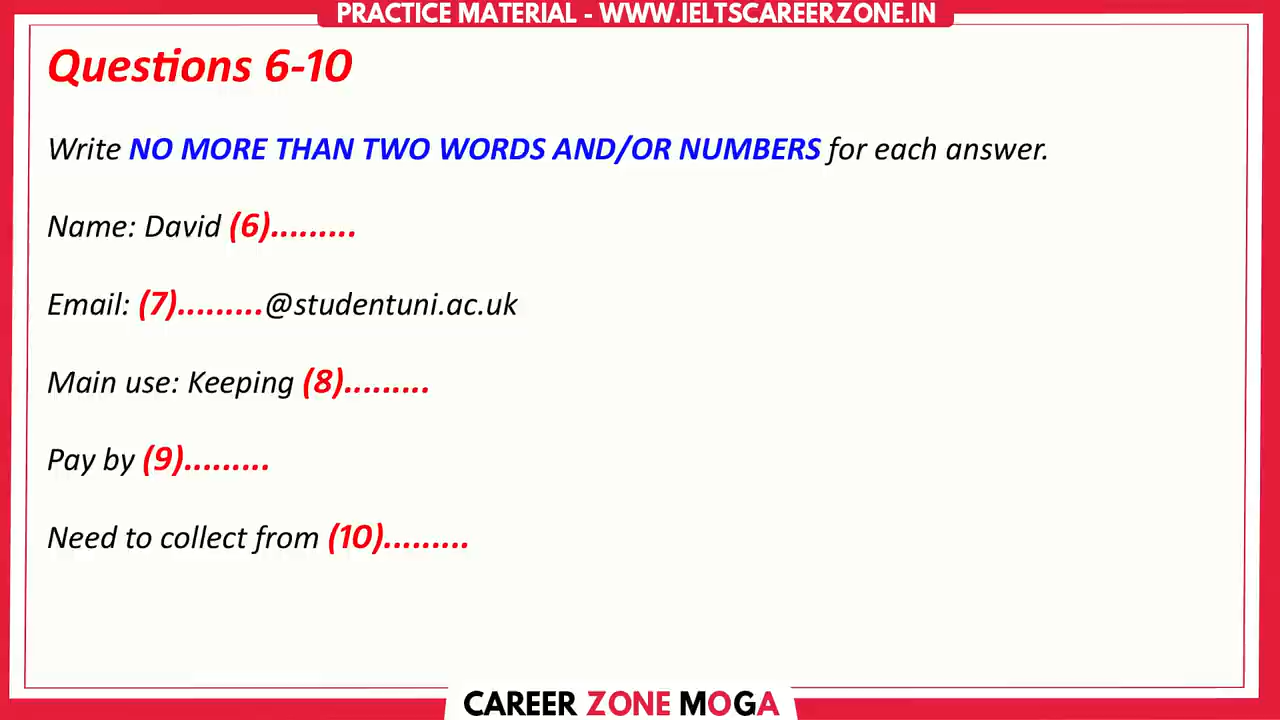 PRACTICE MATERIAL - WWW.IELTSCAREERZONE.IN
Questions 6-10
Write NO MORE THAN TWO WORDS AND/OR NUMBERS for each answer.
Name: David (6).........
Email: (7).........@studentuni.ac.uk
Main use: Keeping (8).........
Pay by (9).........
Need to collect from (10).........
CAREER ZONE MOGA